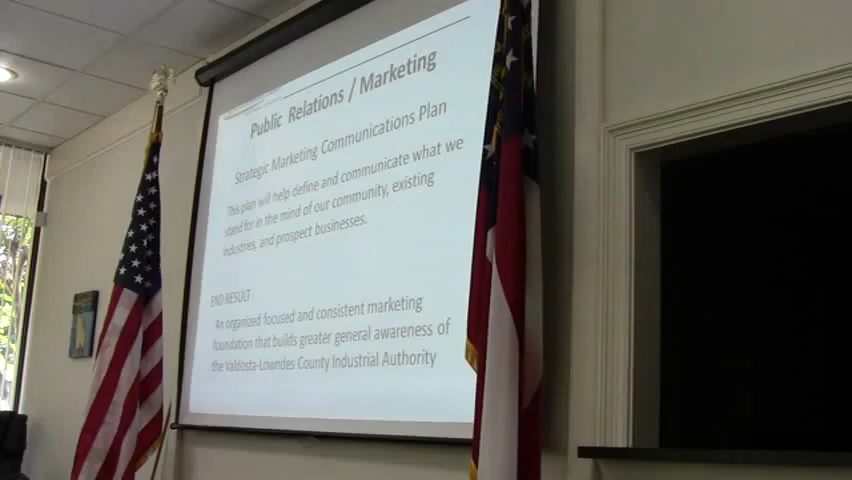 Public Relations / Marketing
Strategic Marketing Communications Plan
This plan will help define and communicate what we
stand for in the mind of our community, existing
industries, and prospect businesses.
END RESULT
An organized focused and consistent marketing
foundation that builds greater general awareness of
the Valdosta-Lowndes County Industrial Authority